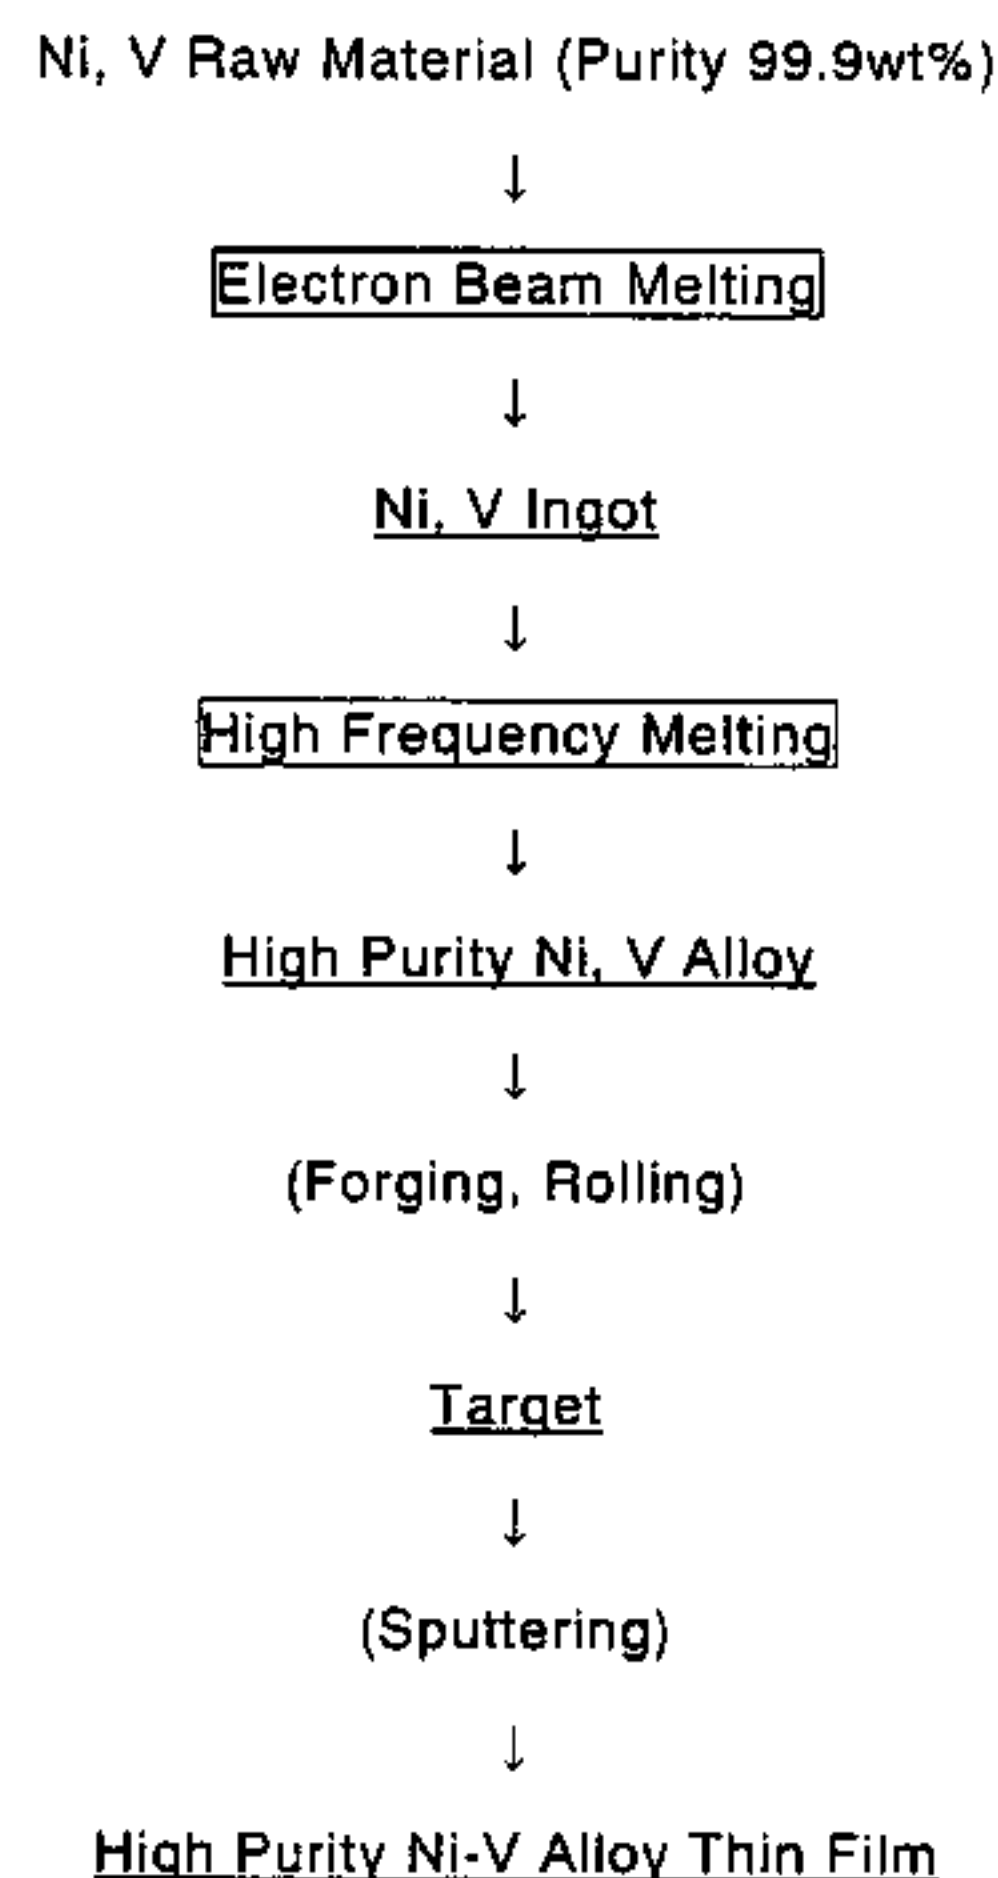 Ni, V Raw Material (Purity 99.9wt%)
↓
Electron Beam Melting
↓
Ni, V Ingot
↓
High Frequency Melting
↓
High Purity Ni, V Alloy
↓
(Forging, Rolling)
↓
Target
↓
(Sputtering)
↓
High Purity Ni-V Alloy Thin Film